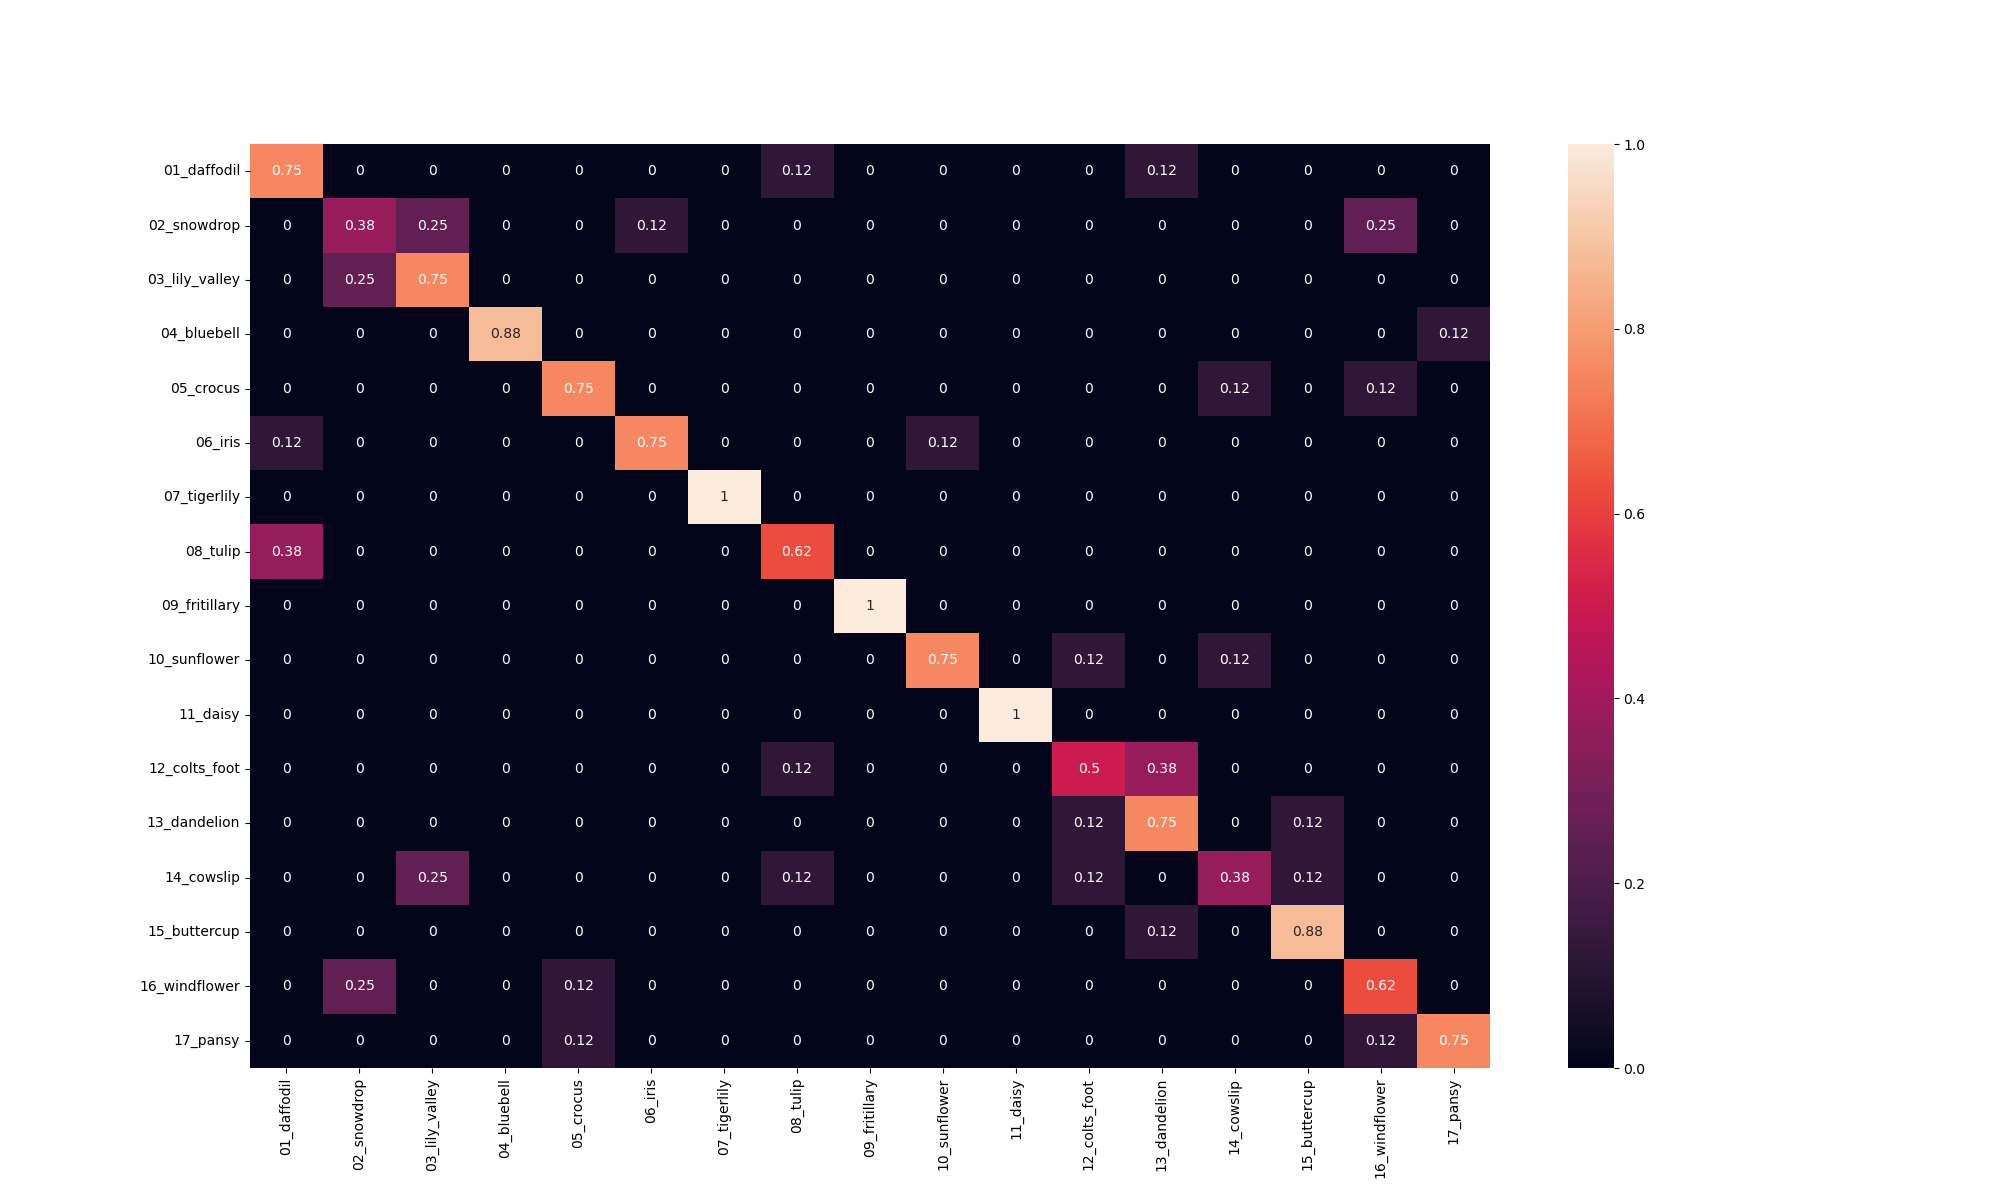 01_daffodil 0.75 0 0 0 0 0 0 0.12 0 0 0 0 0.12 0 0 0 0 1.0
02_snowdrop 0 0.38 0.25 0 0 0.12 0 0 0 0 0 0 0 0 0 0.25 0
03_lily_valley 0 0.25 0.75 0 0 0 0 0 0 0 0 0 0 0 0 0 0
04_bluebell 0 0 0 0.88 0 0 0 0 0 0 0 0 0 0 0 0 0.12 0.8
05_crocus 0 0 0 0 0.75 0 0 0 0 0 0 0 0 0.12 0 0.12 0
06_iris 0.12 0 0 0 0 0.75 0 0 0 0.12 0 0 0 0 0 0 0
07_tigerlily 0 0 0 0 0 0 1 0 0 0 0 0 0 0 0 0 0 0.6
08_tulip 0.38 0 0 0 0 0 0 0.62 0 0 0 0 0 0 0 0 0
09_fritillary 0 0 0 0 0 0 0 0 1 0 0 0 0 0 0 0 0
10_sunflower 0 0 0 0 0 0 0 0 0 0.75 0 0.12 0 0.12 0 0 0
11_daisy 0 0 0 0 0 0 0 0 0 0 1 0 0 0 0 0 0 0.4
12_colts_foot 0 0 0 0 0 0 0 0.12 0 0 0 0.5 0.38 0 0 0 0
13_dandelion 0 0 0 0 0 0 0 0 0 0 0 0.12 0.75 0 0.12 0 0
14_cowslip 0 0 0.25 0 0 0 0 0.12 0 0 0 0.12 0 0.38 0.12 0 0 0.2
15_buttercup 0 0 0 0 0 0 0 0 0 0 0 0 0.12 0 0.88 0 0
16_windflower 0 0.25 0 0 0.12 0 0 0 0 0 0 0 0 0 0 0.62 0
17_pansy 0 0 0 0 0.12 0 0 0 0 0 0 0 0 0 0 0.12 0.75 0.0
01_daffodil 02_snowdrop 03_lily_valley 04_bluebell 05_crocus 06_iris 07_tigerlily 08_tulip 09_fritillary 10_sunflower 11_daisy 12_colts_foot 13_dandelion 14_cowslip 15_buttercup 16_windflower 17_pansy